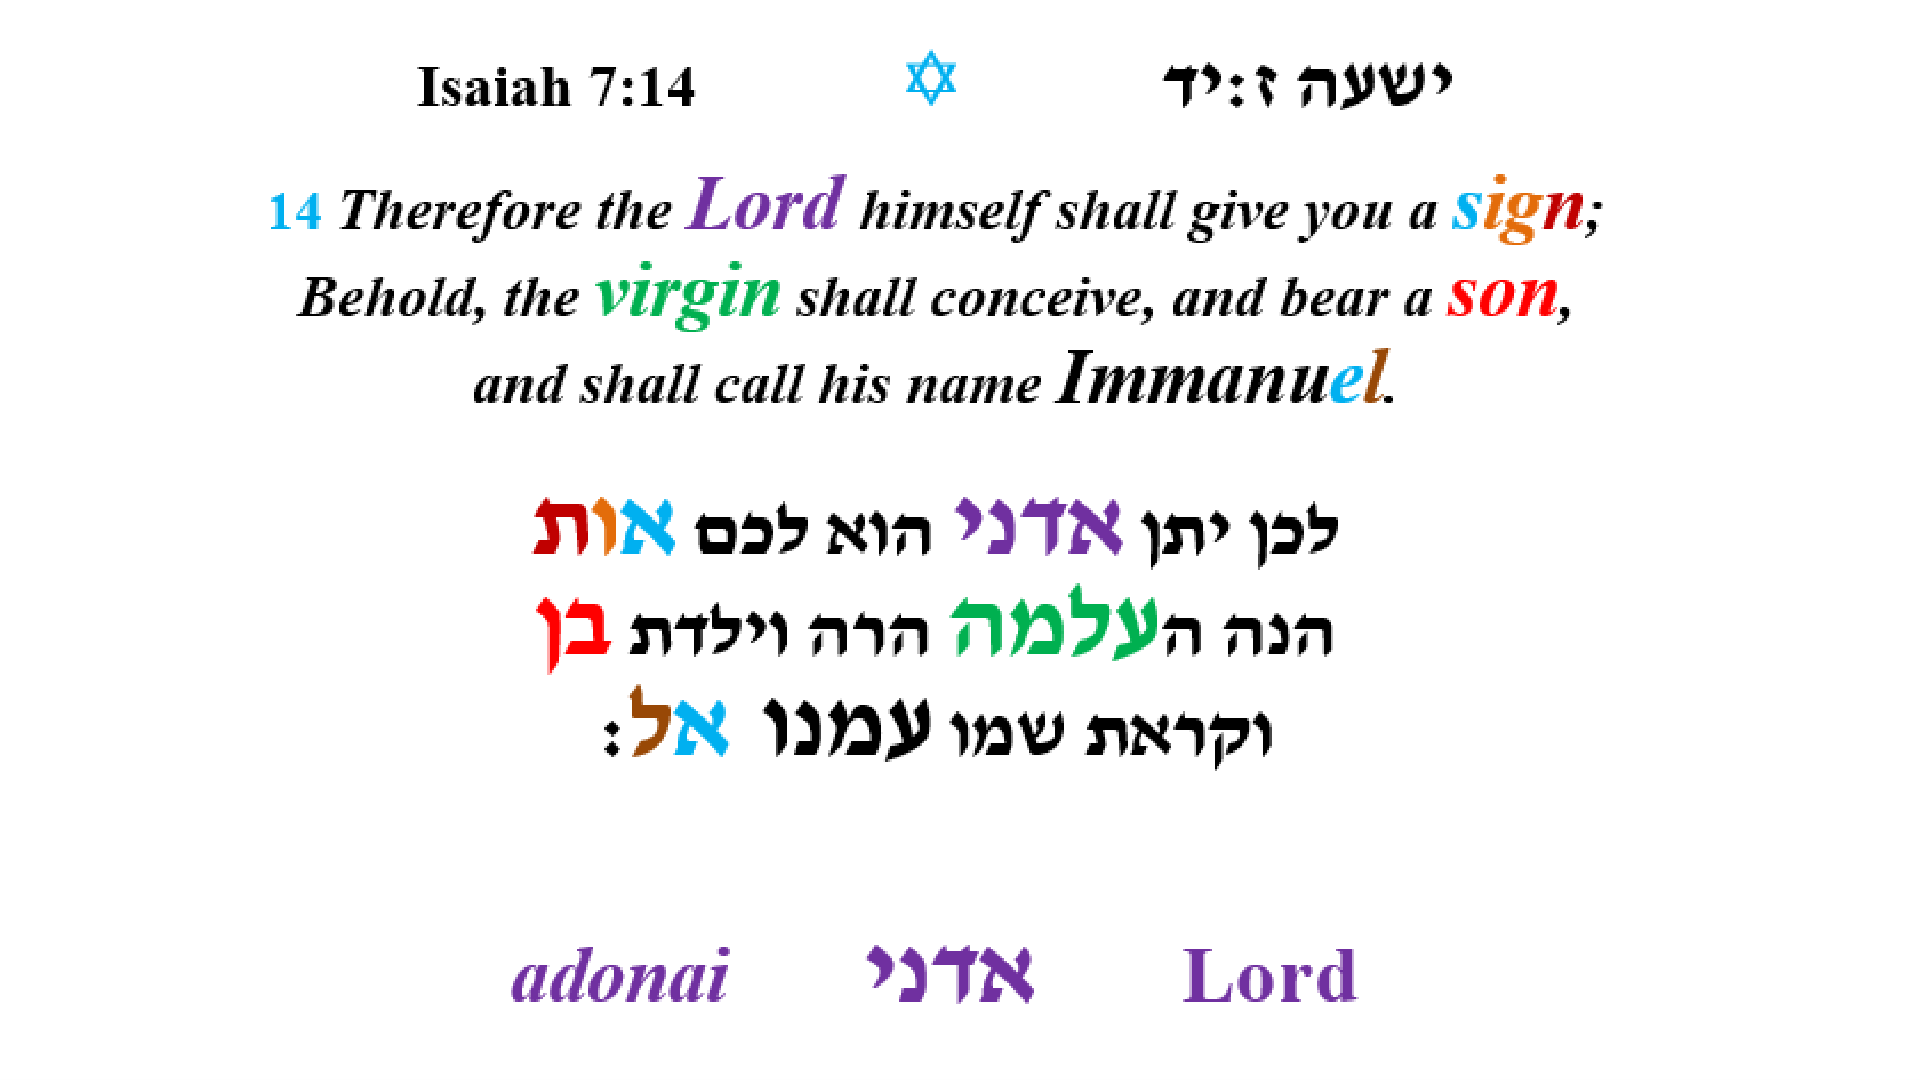 Isaiah 7:14 ✡ ישעה ז:יד
14 Therefore the Lord himself shall give you a sign;
Behold, the virgin shall conceive, and bear a son,
and shall call his name Immanuel.
לכן יתן אדני הוא לכם אות
הנה העלמה הרה וילדת בן
וקראת שמו עמנו אל:
adonai אדני Lord